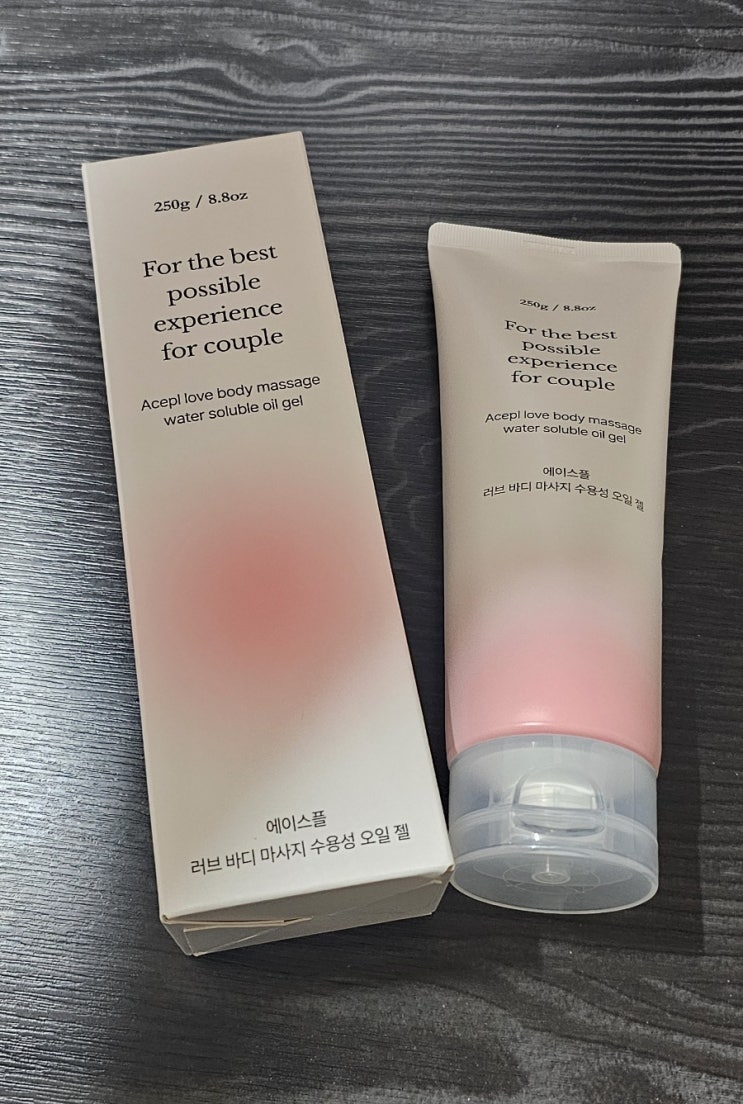 250g / 8.8oz
For the best
possible
experience
for couple
Acepl love body massage
water soluble oil gel
에이스플
러브 바디 마사지 수용성 오일 젤
250g / 8.8oz
For the best
possible
experience
for couple
Acepl love body massage
water soluble oil gel
에이스플
러브 바디 마사지 수용성 오일 젤